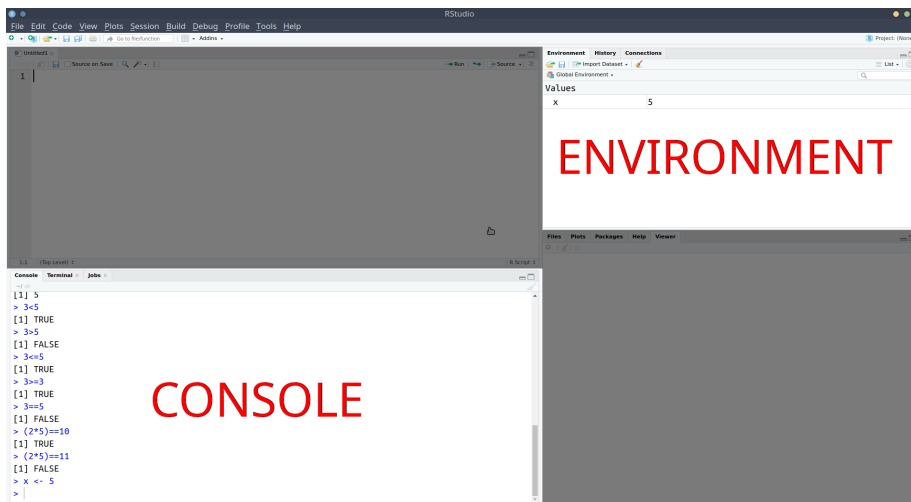 RStudio
File Edit Code View Plots Session Build Debug Profile Tools Help
Go to file/function Addins Project: (None
Untitled1
Source on Save Run Source
1
1:1 (Top Level) R Script
Console Terminal Jobs
~/
[1] 5
> 3<5
[1] TRUE
> 3>5
[1] FALSE
> 3<=5
[1] TRUE
> 3>=3
[1] TRUE
> 3==5
[1] FALSE
> (2*5)==10
[1] TRUE
> (2*5)==11
[1] FALSE
> x <- 5
>
CONSOLE
Environment History Connections
Import Dataset List
Global Environment
Values
x 5
ENVIRONMENT
Files Plots Packages Help Viewer